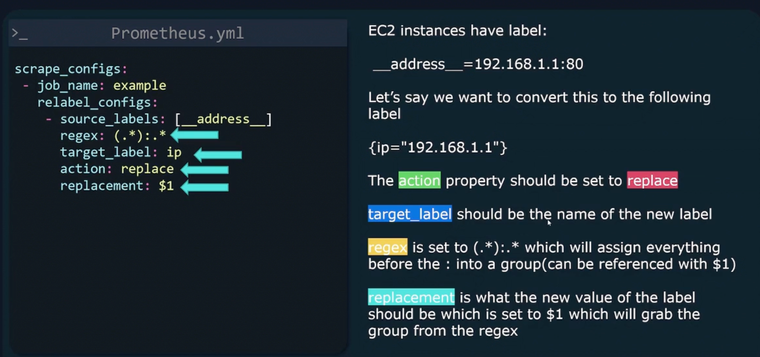 >_ Prometheus.yml
scrape_configs:
- job_name: example
relabel_configs:
- source_labels: [__address__]
regex: (.*):.*
target_label: ip
action: replace
replacement: $1
EC2 instances have label:
__address__=192.168.1.1:80
Let's say we want to convert this to the following
label
{ip="192.168.1.1"}
The action property should be set to replace
target_label should be the name of the new label
regex is set to (.*):.* which will assign everything
before the : into a group(can be referenced with $1)
replacement is what the new value of the label
should be which is set to $1 which will grab the
group from the regex